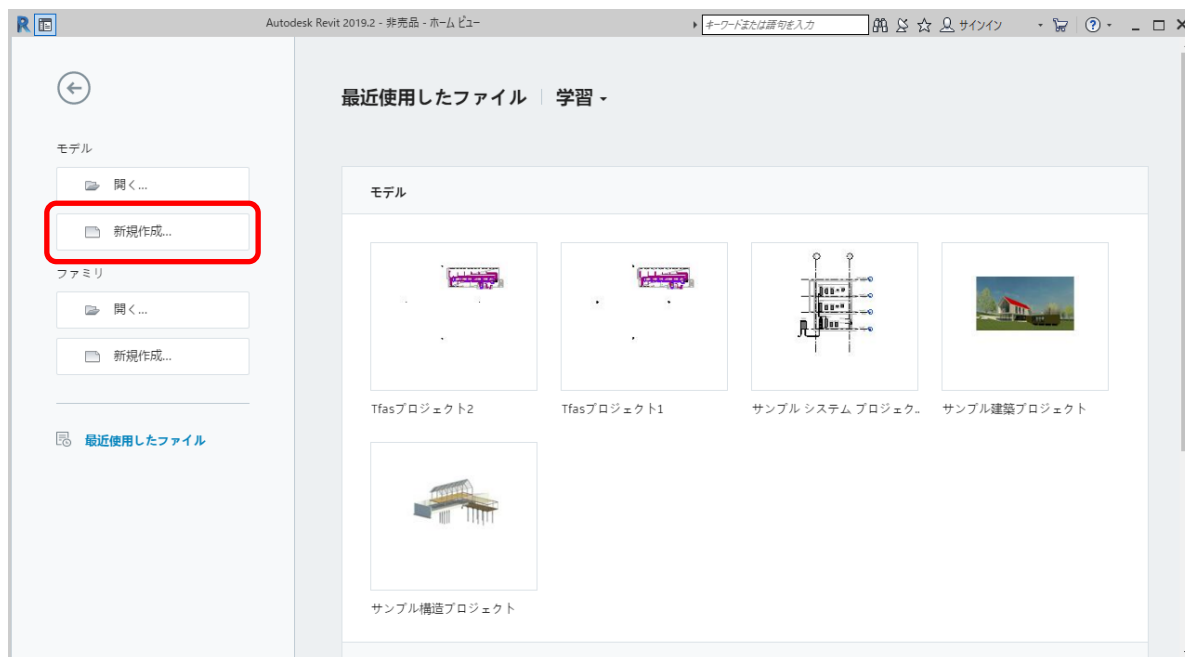 Autodesk Revit 2019.2 - 非売品 - ホーム ビュー
キーワードまたは語句を入力
サインイン
最近使用したファイル
学習
モデル
開く...
新規作成...
ファミリ
開く...
新規作成...
最近使用したファイル
モデル
Tfasプロジェクト2
Tfasプロジェクト1
サンプル システム プロジェク..
サンプル建築プロジェクト
サンプル構造プロジェクト